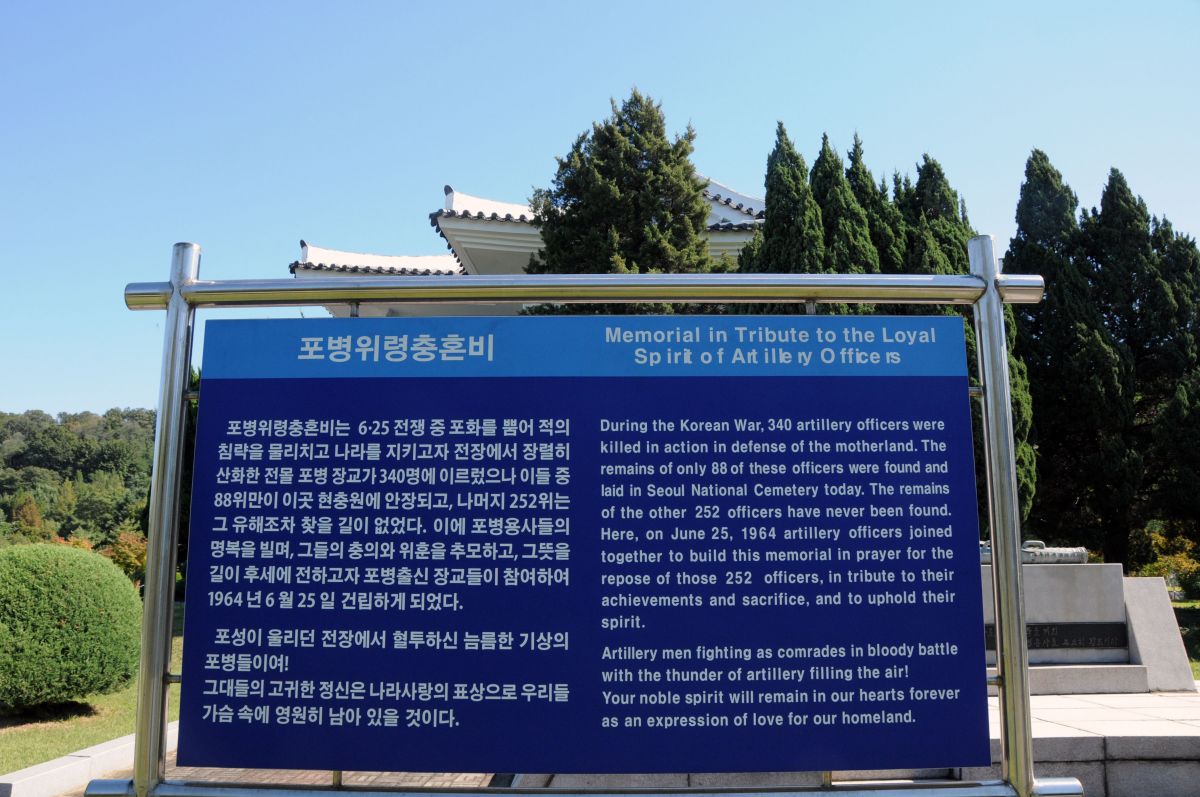 포병위령충혼비
Memorial in Tribute to the Loyal
Spirit of Artillery Officers
포병위령충혼비는 6·25 전쟁 중 포화를 뿜어 적의
침략을 물리치고 나라를 지키고자 전장에서 장렬히
산화한 전몰 포병 장교가 340명에 이르렀으나 이들 중
88위만이 이곳 현충원에 안장되고, 나머지 252위는
그 유해조차 찾을 길이 없었다. 이에 포병용사들의
명복을 빌며, 그들의 충의와 위훈을 추모하고, 그뜻을
길이 후세에 전하고자 포병출신 장교들이 참여하여
1964 년 6 월 25 일 건립하게 되었다.
포성이 울리던 전장에서 혈투하신 늠름한 기상의
포병들이여!
그대들의 고귀한 정신은 나라사랑의 표상으로 우리들
가슴 속에 영원히 남아 있을 것이다.
During the Korean War, 340 artillery officers were
killed in action in defense of the motherland. The
remains of only 88 of these officers were found and
laid in Seoul National Cemetery today. The remains
of the other 252 officers have never been found.
Here, on June 25, 1964 artillery officers joined
together to build this memorial in prayer for the
repose of those 252 officers, in tribute to their
achievements and sacrifice, and to uphold their
spirit.
Artillery men fighting as comrades in bloody battle
with the thunder of artillery filling the air!
Your noble spirit will remain in our hearts forever
as an expression of love for our homeland.